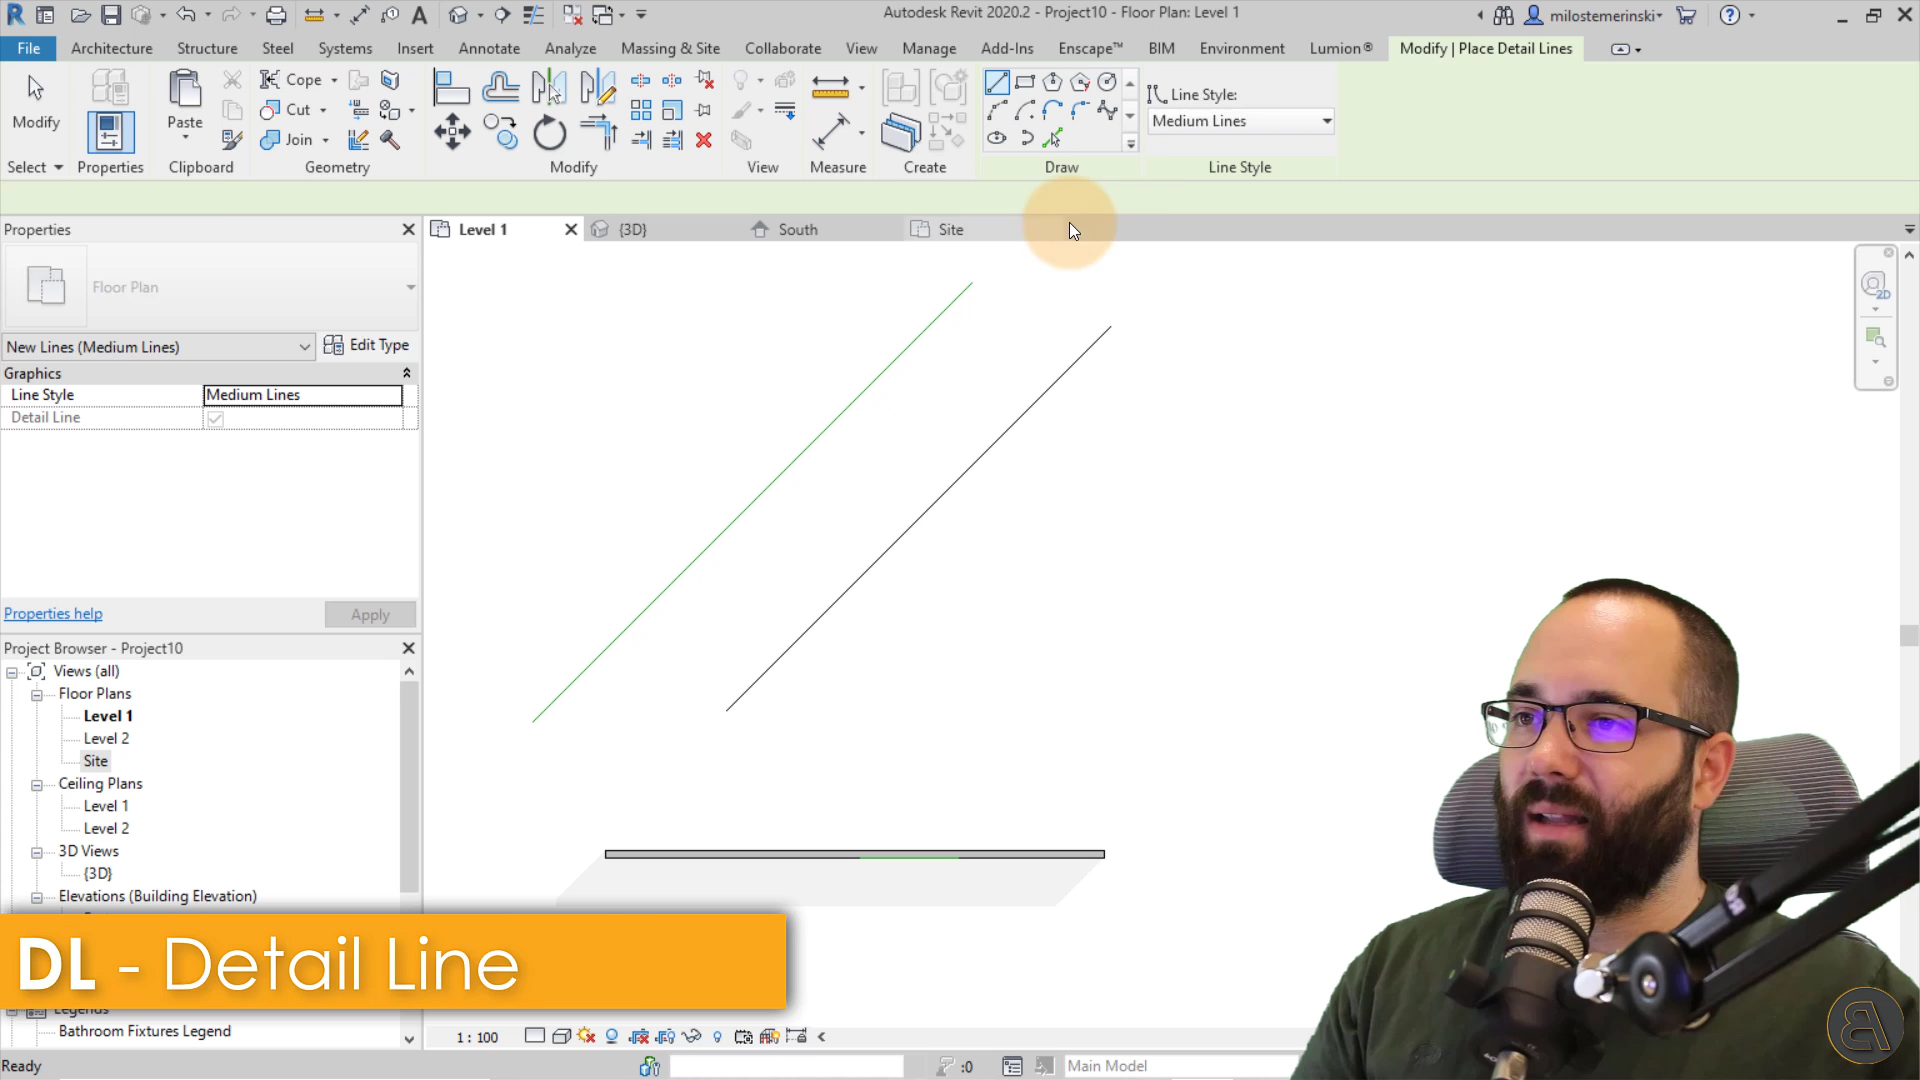 Autodesk Revit 2020.2 - Project10 - Floor Plan: Level 1
milostemerinski
File Architecture Structure Steel Systems Insert Annotate Analyze Massing & Site Collaborate View Manage Add-Ins Enscape™ BIM Environment Lumion® Modify | Place Detail Lines
Modify
Paste
Cope
Cut
Join
Line Style:
Medium Lines
Select Properties Clipboard Geometry Modify View Measure Create Draw Line Style
Properties
Level 1 {3D} South Site
Floor Plan
New Lines (Medium Lines) Edit Type
Graphics
Line Style Medium Lines
Detail Line
2D
Properties help Apply
Project Browser - Project10
Views (all)
Floor Plans
Level 1
Level 2
Site
Ceiling Plans
Level 1
Level 2
3D Views
{3D}
Elevations (Building Elevation)
DL - Detail Line
Legends
Bathroom Fixtures Legend
1 : 100
Ready
:0
Main Model